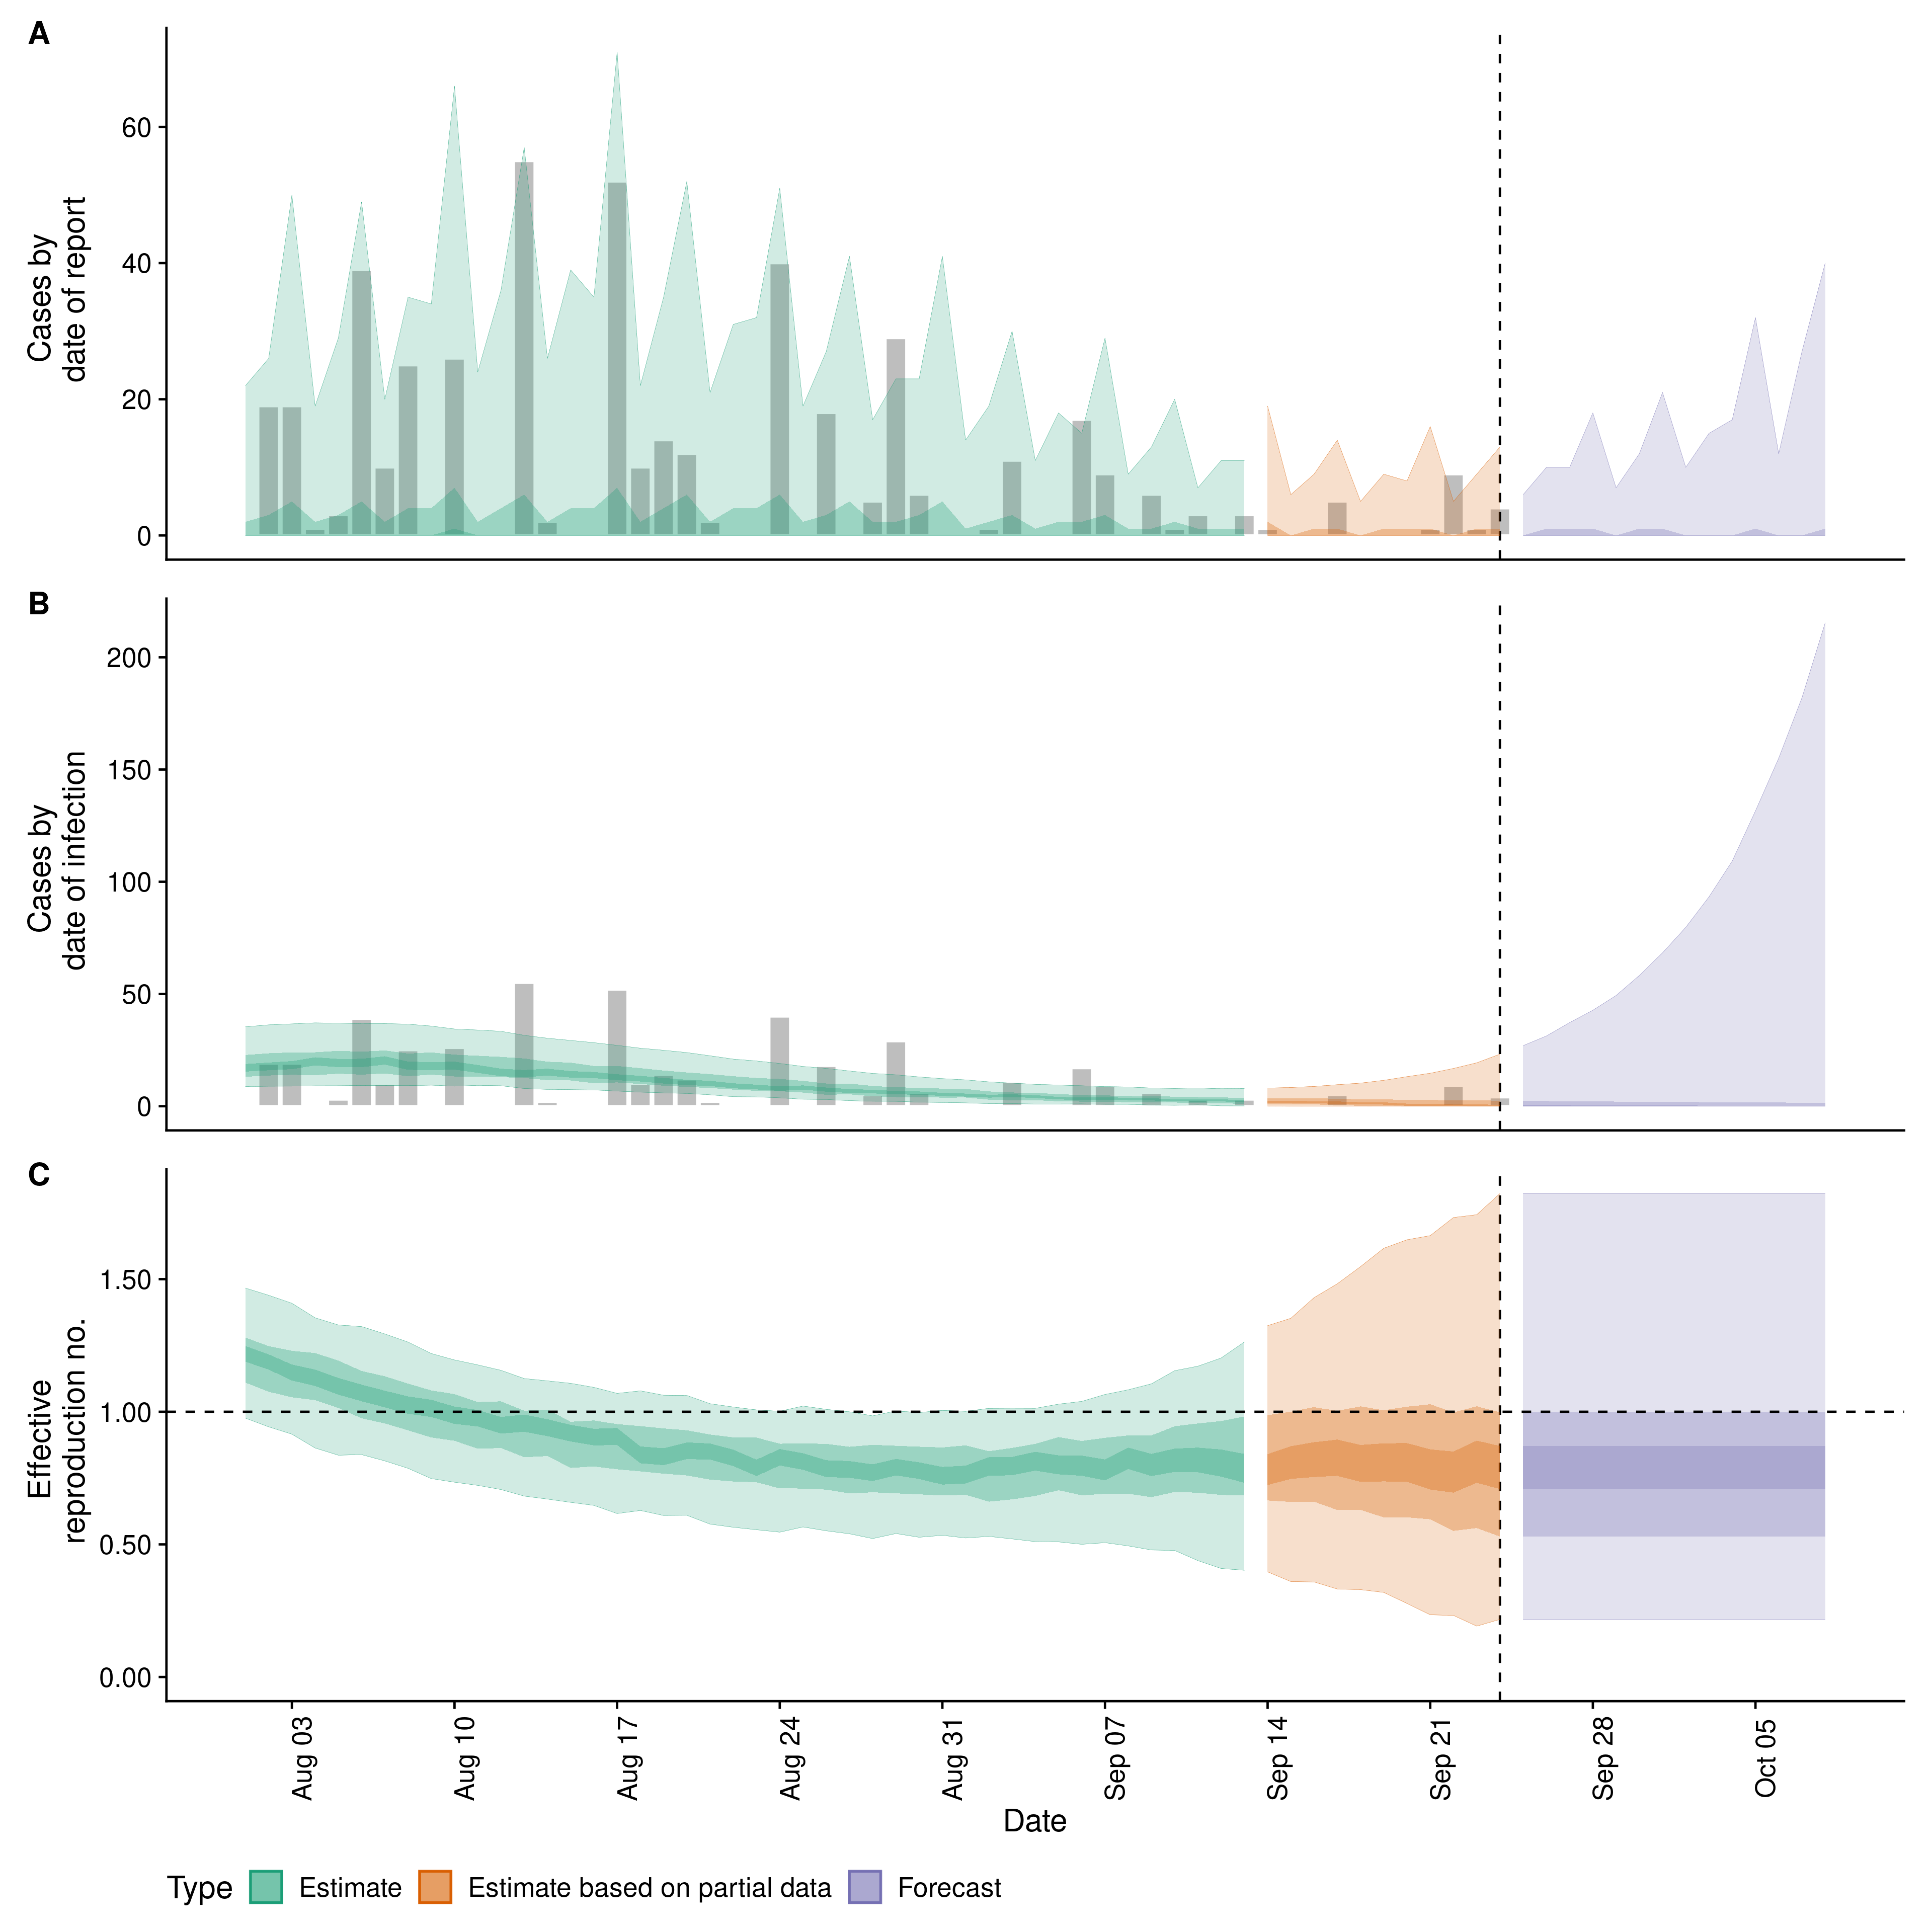 A
Cases by
date of report
60
40
20
0
B
Cases by
date of infection
200
150
100
50
0
C
Effective
reproduction no.
1.50
1.00
0.50
0.00
Aug 03
Aug 10
Aug 17
Aug 24
Aug 31
Sep 07
Sep 14
Sep 21
Sep 28
Oct 05
Date
Type Estimate Estimate based on partial data Forecast